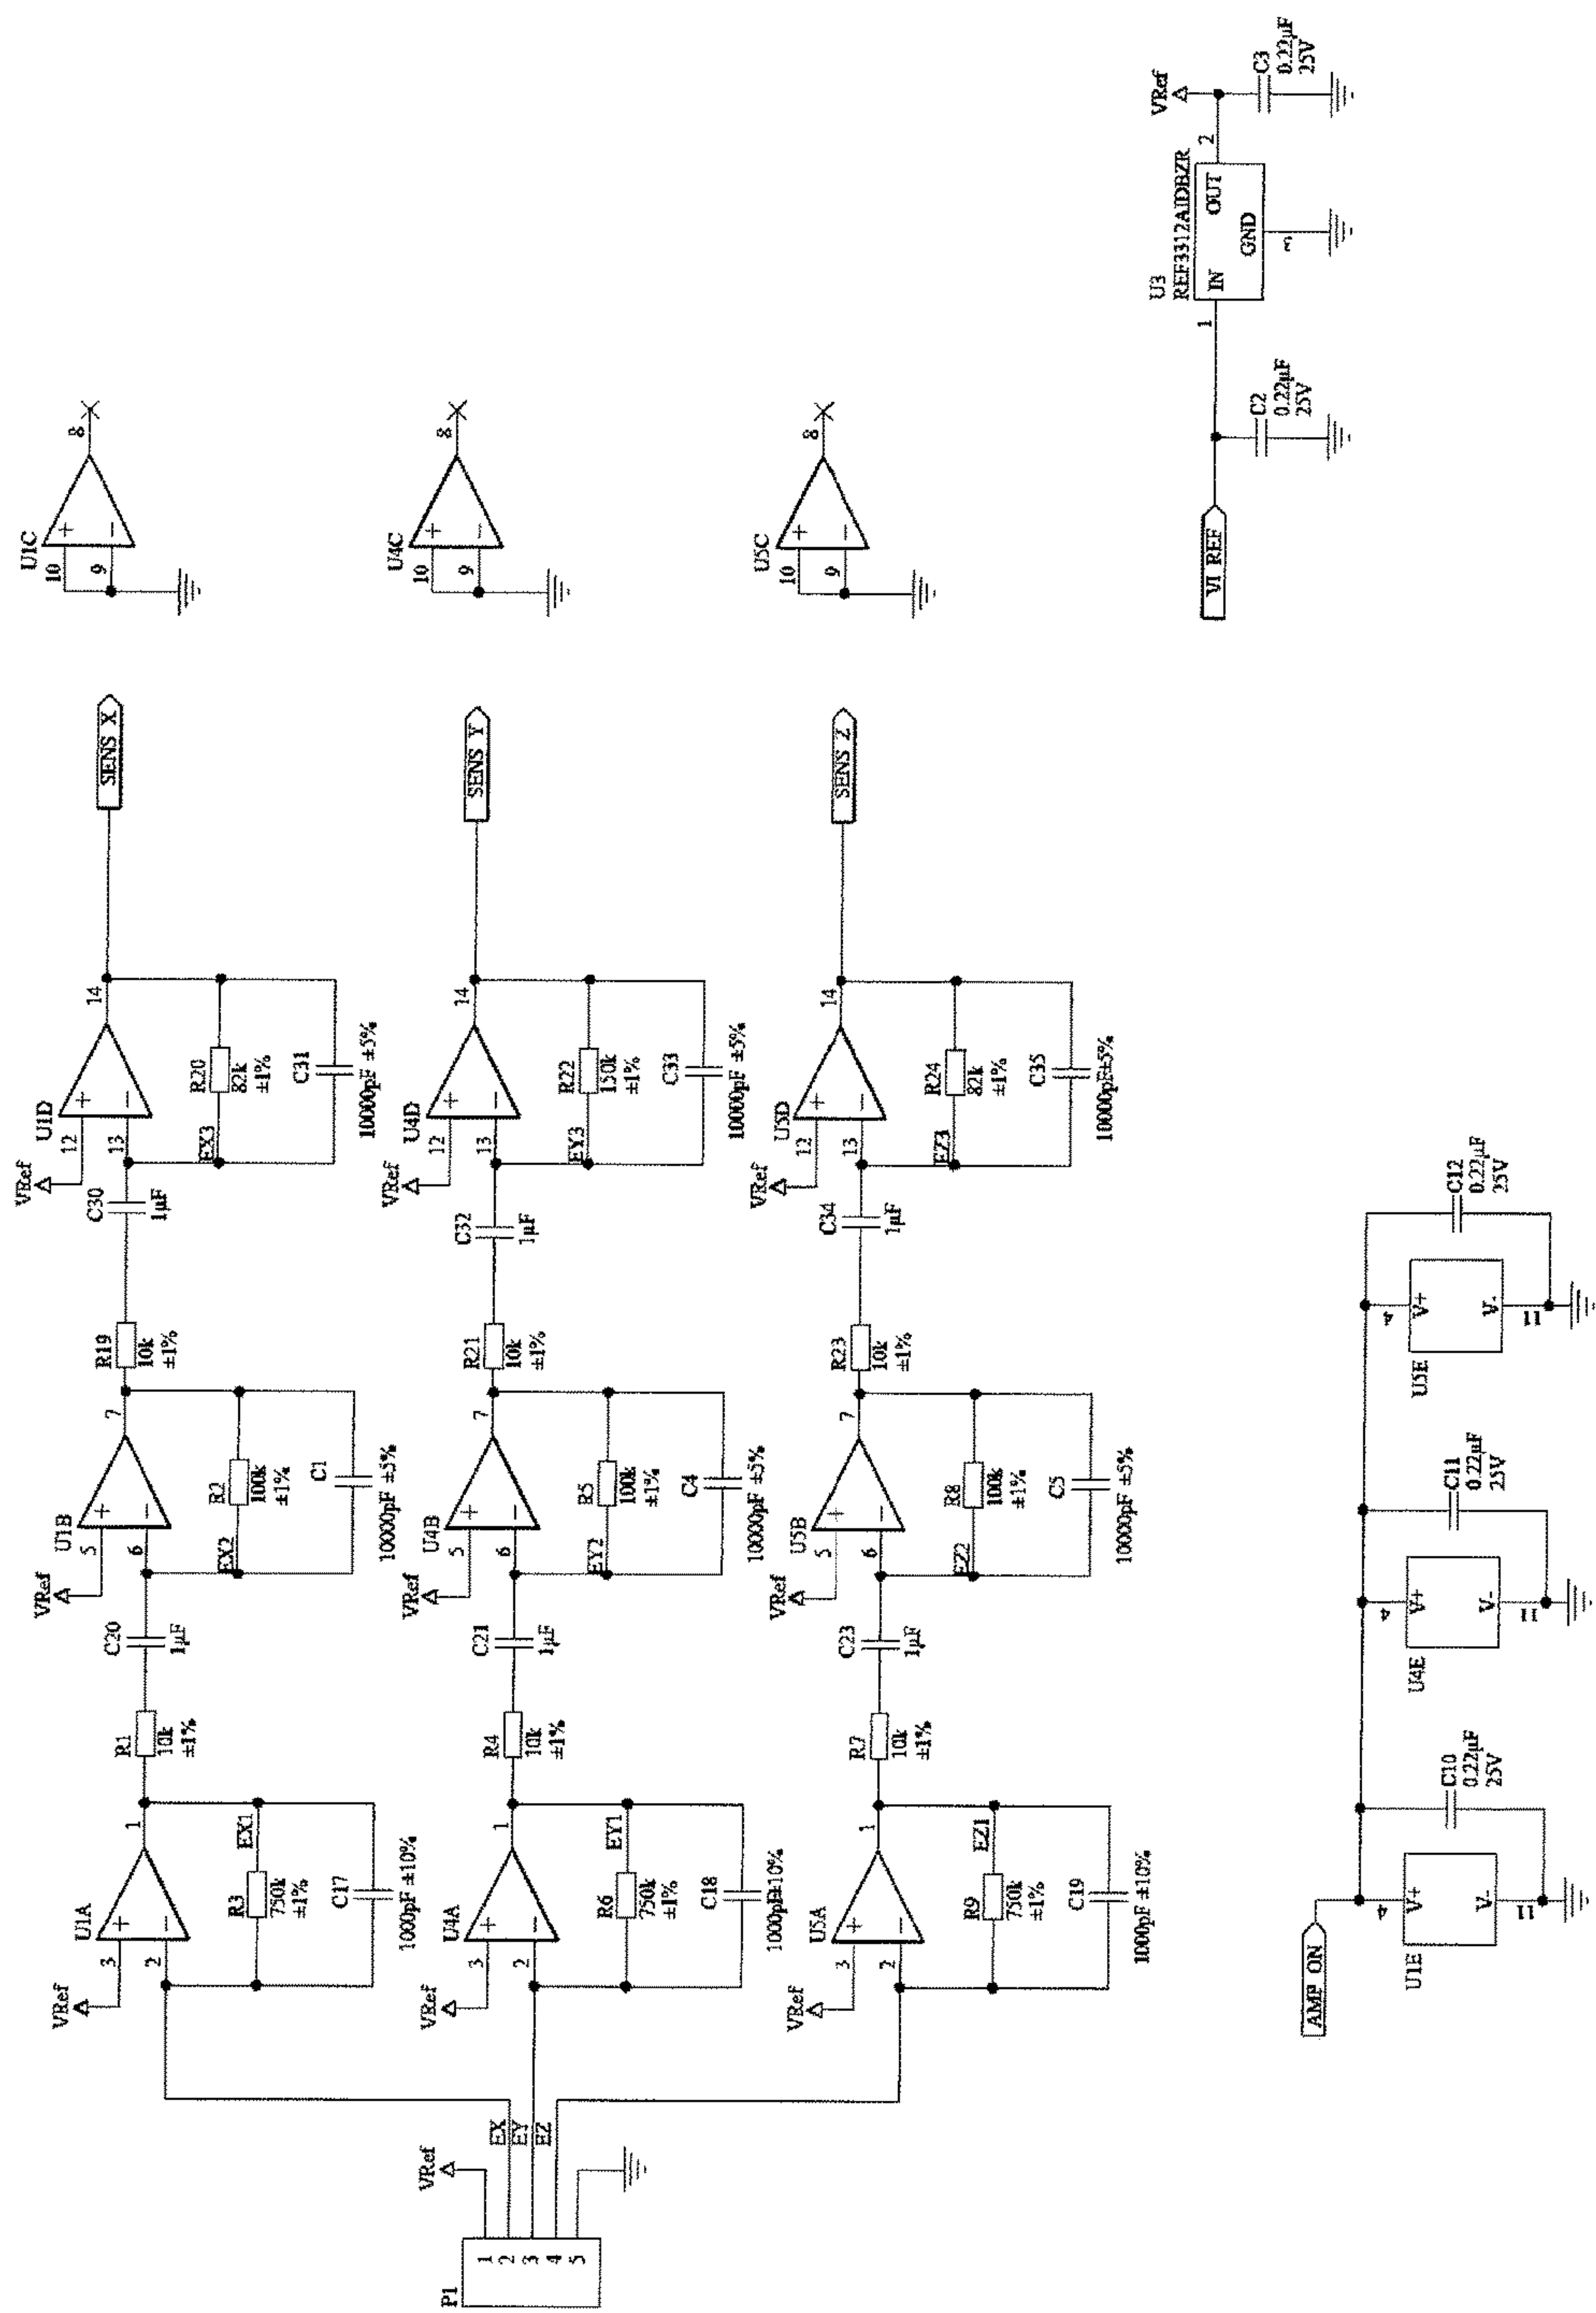 VRef
U1A
3
2
1
EX1
R3
750k
±1%
C17
1000pF ±10%
R1
10k
±1%
C20
1µF
VRef
U1B
5
6
7
EX2
R2
100k
±1%
C1
10000pF ±5%
R19
10k
±1%
C30
1µF
VRef
U1D
12
13
14
EX3
R20
82k
±1%
C31
10000pF ±5%
SENS X
U1C
10
9
8
P1
1
2
3
4
5
VRef
EX
EY
EZ
VRef
U4A
3
2
1
EY1
R6
750k
±1%
C18
R4
10k
±1%
C21
1µF
VRef
U4B
5
6
7
EY2
R5
100k
±1%
C4
10000pF ±5%
R21
10k
±1%
C32
1µF
VRef
U4D
12
13
14
EY3
R22
150k
±1%
C33
10000pF ±5%
SENS Y
U4C
10
9
8
VRef
U5A
3
2
1
EZ1
R9
750k
±1%
C19
1000pF ±10%
R7
10k
±1%
C23
1µF
VRef
U5B
5
6
7
EZ2
R8
100k
±1%
C5
10000pF ±5%
R23
10k
±1%
C34
1µF
VRef
U5D
12
13
14
EZ3
R24
82k
±1%
C35
10000pF±5%
SENS Z
U5C
10
9
8
AMP ON
U1E
4
V+
V-
11
C10
0.22µF
25V
U4E
4
V+
V-
11
C11
0.22µF
25V
U5E
4
V+
V-
11
C12
0.22µF
25V
VI REF
C2
0.22µF
25V
U3
REF3312AIDBZR
1
IN
OUT
GND
2
3
VRef
C3
0.22µF
25V